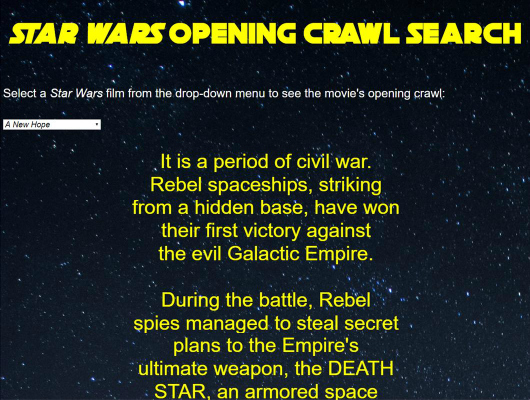 STAR WARS OPENING CRAWL SEARCH
Select a Star Wars film from the drop-down menu to see the movie's opening crawl:
A New Hope
It is a period of civil war.
Rebel spaceships, striking
from a hidden base, have won
their first victory against
the evil Galactic Empire.
During the battle, Rebel
spies managed to steal secret
plans to the Empire's
ultimate weapon, the DEATH
STAR, an armored space